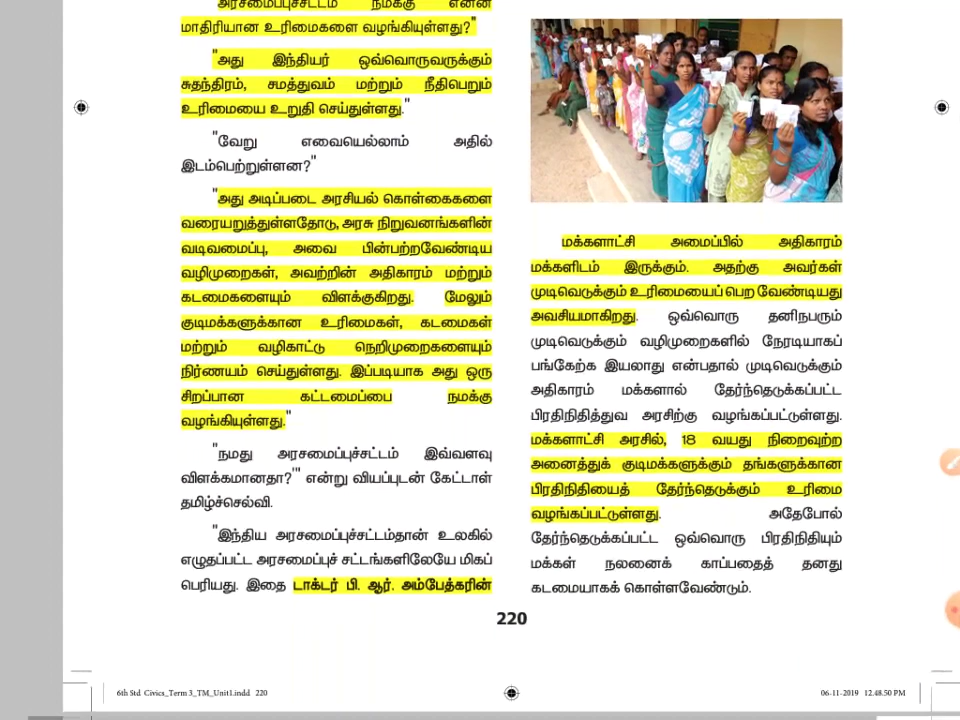 அரசமைப்புச்சட்டம் நமக்கு என்ன
மாதிரியான உரிமைகளை வழங்கியுள்ளது?"
"அது இந்தியர் ஒவ்வொருவருக்கும்
சுதந்திரம், சமத்துவம் மற்றும் நீதிபெறும்
உரிமையை உறுதி செய்துள்ளது."
"வேறு எவையெல்லாம் அதில்
இடம்பெற்றுள்ளன?"
"அது அடிப்படை அரசியல் கொள்கைகளை
வரையறுத்துள்ளதோடு, அரசு நிறுவனங்களின்
வடிவமைப்பு, அவை பின்பற்றவேண்டிய
வழிமுறைகள், அவற்றின் அதிகாரம் மற்றும்
கடமைகளையும் விளக்குகிறது. மேலும்
குடிமக்களுக்கான உரிமைகள், கடமைகள்
மற்றும் வழிகாட்டு நெறிமுறைகளையும்
நிர்ணயம் செய்துள்ளது. இப்படியாக அது ஒரு
சிறப்பான கட்டமைப்பை நமக்கு
வழங்கியுள்ளது."
"நமது அரசமைப்புச்சட்டம் இவ்வளவு
விளக்கமானதா?'" என்று வியப்புடன் கேட்டாள்
தமிழ்ச்செல்வி.
"இந்திய அரசமைப்புச்சட்டம்தான் உலகில்
எழுதப்பட்ட அரசமைப்புச் சட்டங்களிலேயே மிகப்
பெரியது. இதை டாக்டர் பி. ஆர். அம்பேத்கரின்
மக்களாட்சி அமைப்பில் அதிகாரம்
மக்களிடம் இருக்கும். அதற்கு அவர்கள்
முடிவெடுக்கும் உரிமையைப் பெற வேண்டியது
அவசியமாகிறது. ஒவ்வொரு தனிநபரும்
முடிவெடுக்கும் வழிமுறைகளில் நேரடியாகப்
பங்கேற்க இயலாது என்பதால் முடிவெடுக்கும்
அதிகாரம் மக்களால் தேர்ந்தெடுக்கப்பட்ட
பிரதிநிதித்துவ அரசிற்கு வழங்கப்பட்டுள்ளது.
மக்களாட்சி அரசில், 18 வயது நிறைவுற்ற
அனைத்துக் குடிமக்களுக்கும் தங்களுக்கான
பிரதிநிதியைத் தேர்ந்தெடுக்கும் உரிமை
வழங்கப்பட்டுள்ளது. அதேபோல்
தேர்ந்தெடுக்கப்பட்ட ஒவ்வொரு பிரதிநிதியும்
மக்கள் நலனைக் காப்பதைத் தனது
கடமையாகக் கொள்ளவேண்டும்.
220
6th Std Civics_Term 3_TM_Unit1.indd 220
06-11-2019 12.48.50 PM